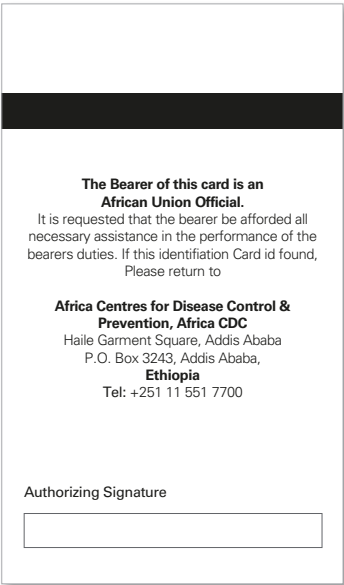 The Bearer of this card is an
African Union Official.
It is requested that the bearer be afforded all
necessary assistance in the performance of the
bearers duties. If this identifiation Card id found,
Please return to
Africa Centres for Disease Control &
Prevention, Africa CDC
Haile Garment Square, Addis Ababa
P.O. Box 3243, Addis Ababa,
Ethiopia
Tel: +251 11 551 7700
Authorizing Signature